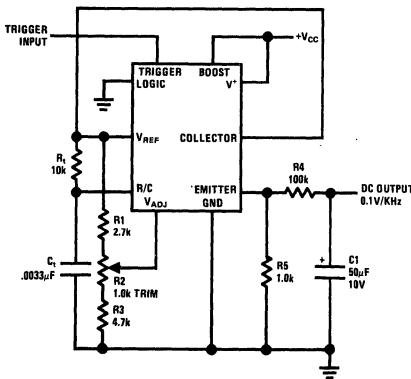 TRIGGER
INPUT
TRIGGER
LOGIC
BOOST
V+
+VCC
VREF
COLLECTOR
Rt
10k
R/C
VADJ
EMITTER
GND
R4
100k
DC OUTPUT
0.1V/KHz
R1
2.7k
Ct
.0033μF
R2
1.0k TRIM
R3
4.7k
R5
1.0k
+
C1
50μF
10V